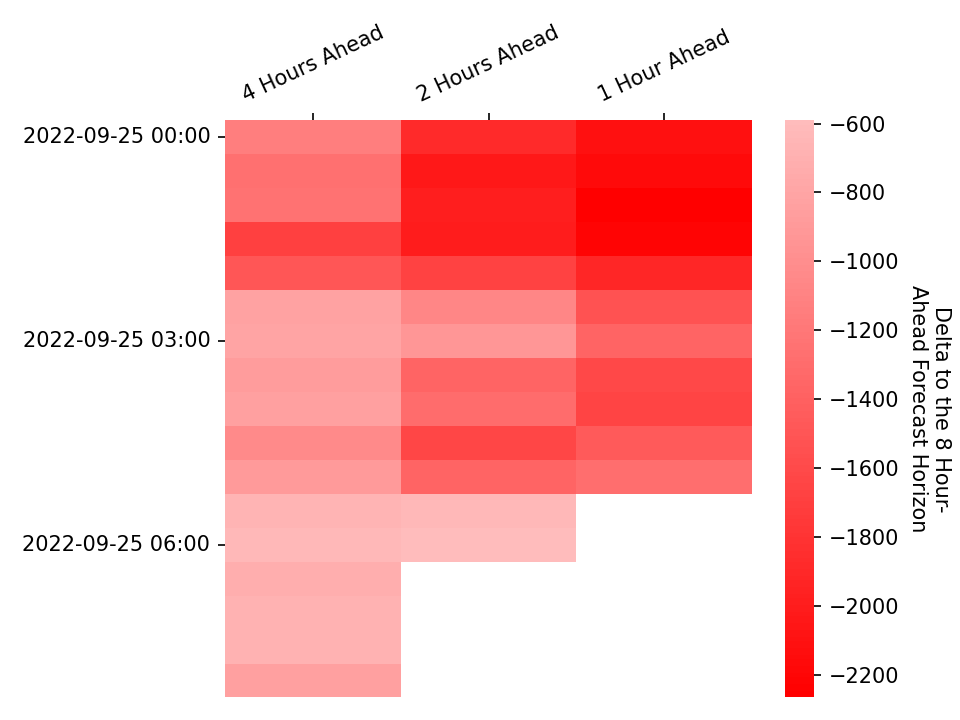 4 Hours Ahead
2 Hours Ahead
1 Hour Ahead
2022-09-25 00:00
2022-09-25 03:00
2022-09-25 06:00
−600
−800
−1000
−1200
−1400
−1600
−1800
−2000
−2200
Delta to the 8 Hour-
Ahead Forecast Horizon